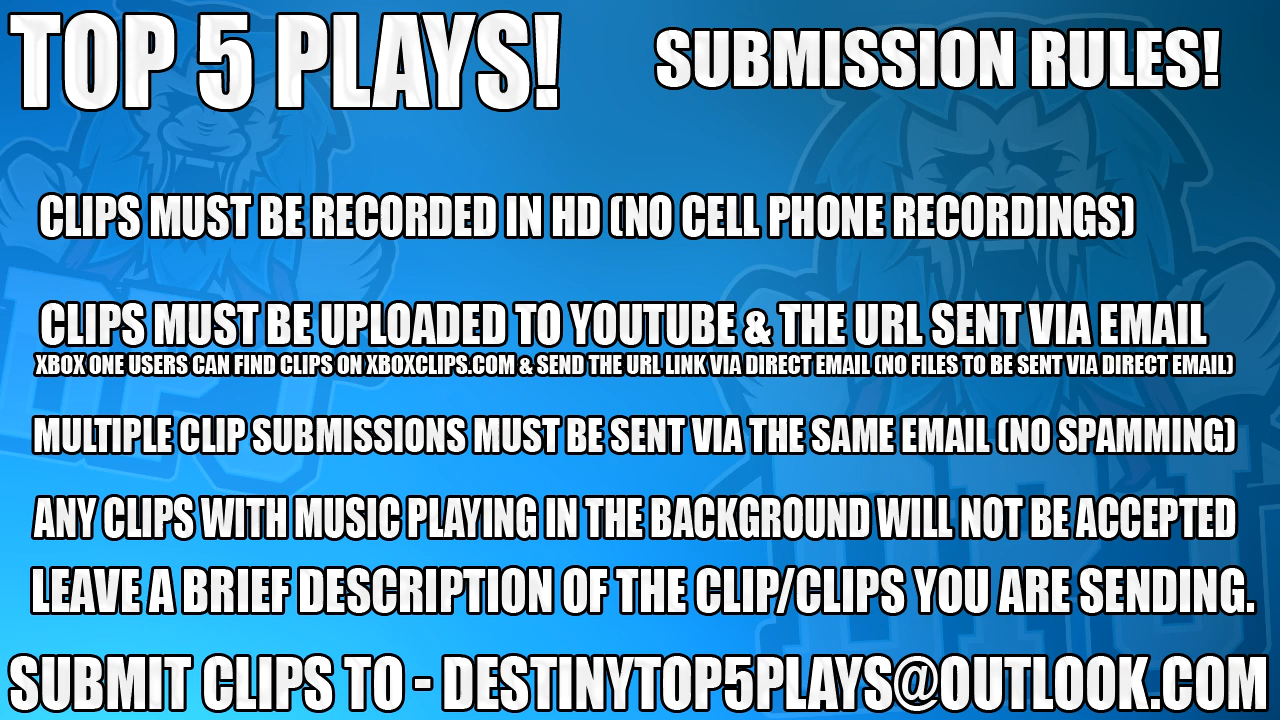 TOP 5 PLAYS!
SUBMISSION RULES!
CLIPS MUST BE RECORDED IN HD (NO CELL PHONE RECORDINGS)
CLIPS MUST BE UPLOADED TO YOUTUBE & THE URL SENT VIA EMAIL
XBOX ONE USERS CAN FIND CLIPS ON XBOXCLIPS.COM & SEND THE URL LINK VIA DIRECT EMAIL (NO FILES TO BE SENT VIA DIRECT EMAIL)
MULTIPLE CLIP SUBMISSIONS MUST BE SENT VIA THE SAME EMAIL (NO SPAMMING)
ANY CLIPS WITH MUSIC PLAYING IN THE BACKGROUND WILL NOT BE ACCEPTED
LEAVE A BRIEF DESCRIPTION OF THE CLIP/CLIPS YOU ARE SENDING.
SUBMIT CLIPS TO - DESTINYTOP5PLAYS@OUTLOOK.COM